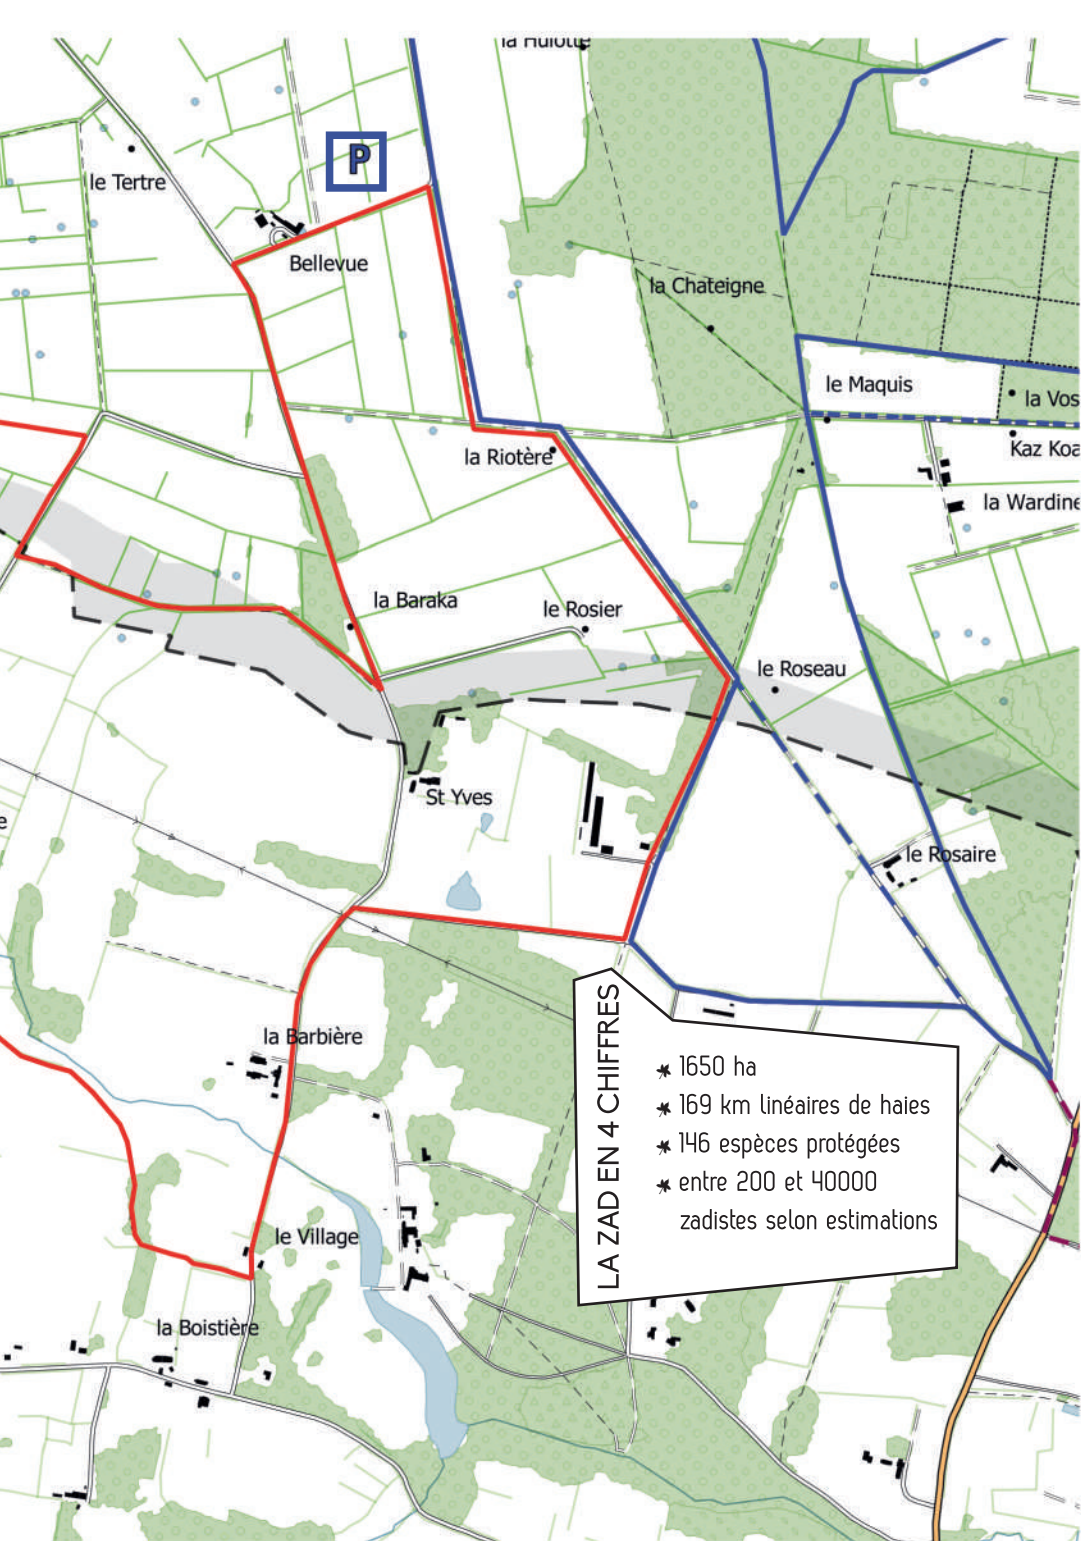 la Hulotte
P
le Tertre
Bellevue
la Chateigne
le Maquis
la Vos
Kaz Koa
la Riotère
la Wardine
la Baraka
le Rosier
le Roseau
St Yves
e
le Rosaire
LA ZAD EN 4 CHIFFRES
1650 ha
169 km linéaires de haies
146 espèces protégées
entre 200 et 40000
zadistes selon estimations
la Barbière
le Village
la Boistière